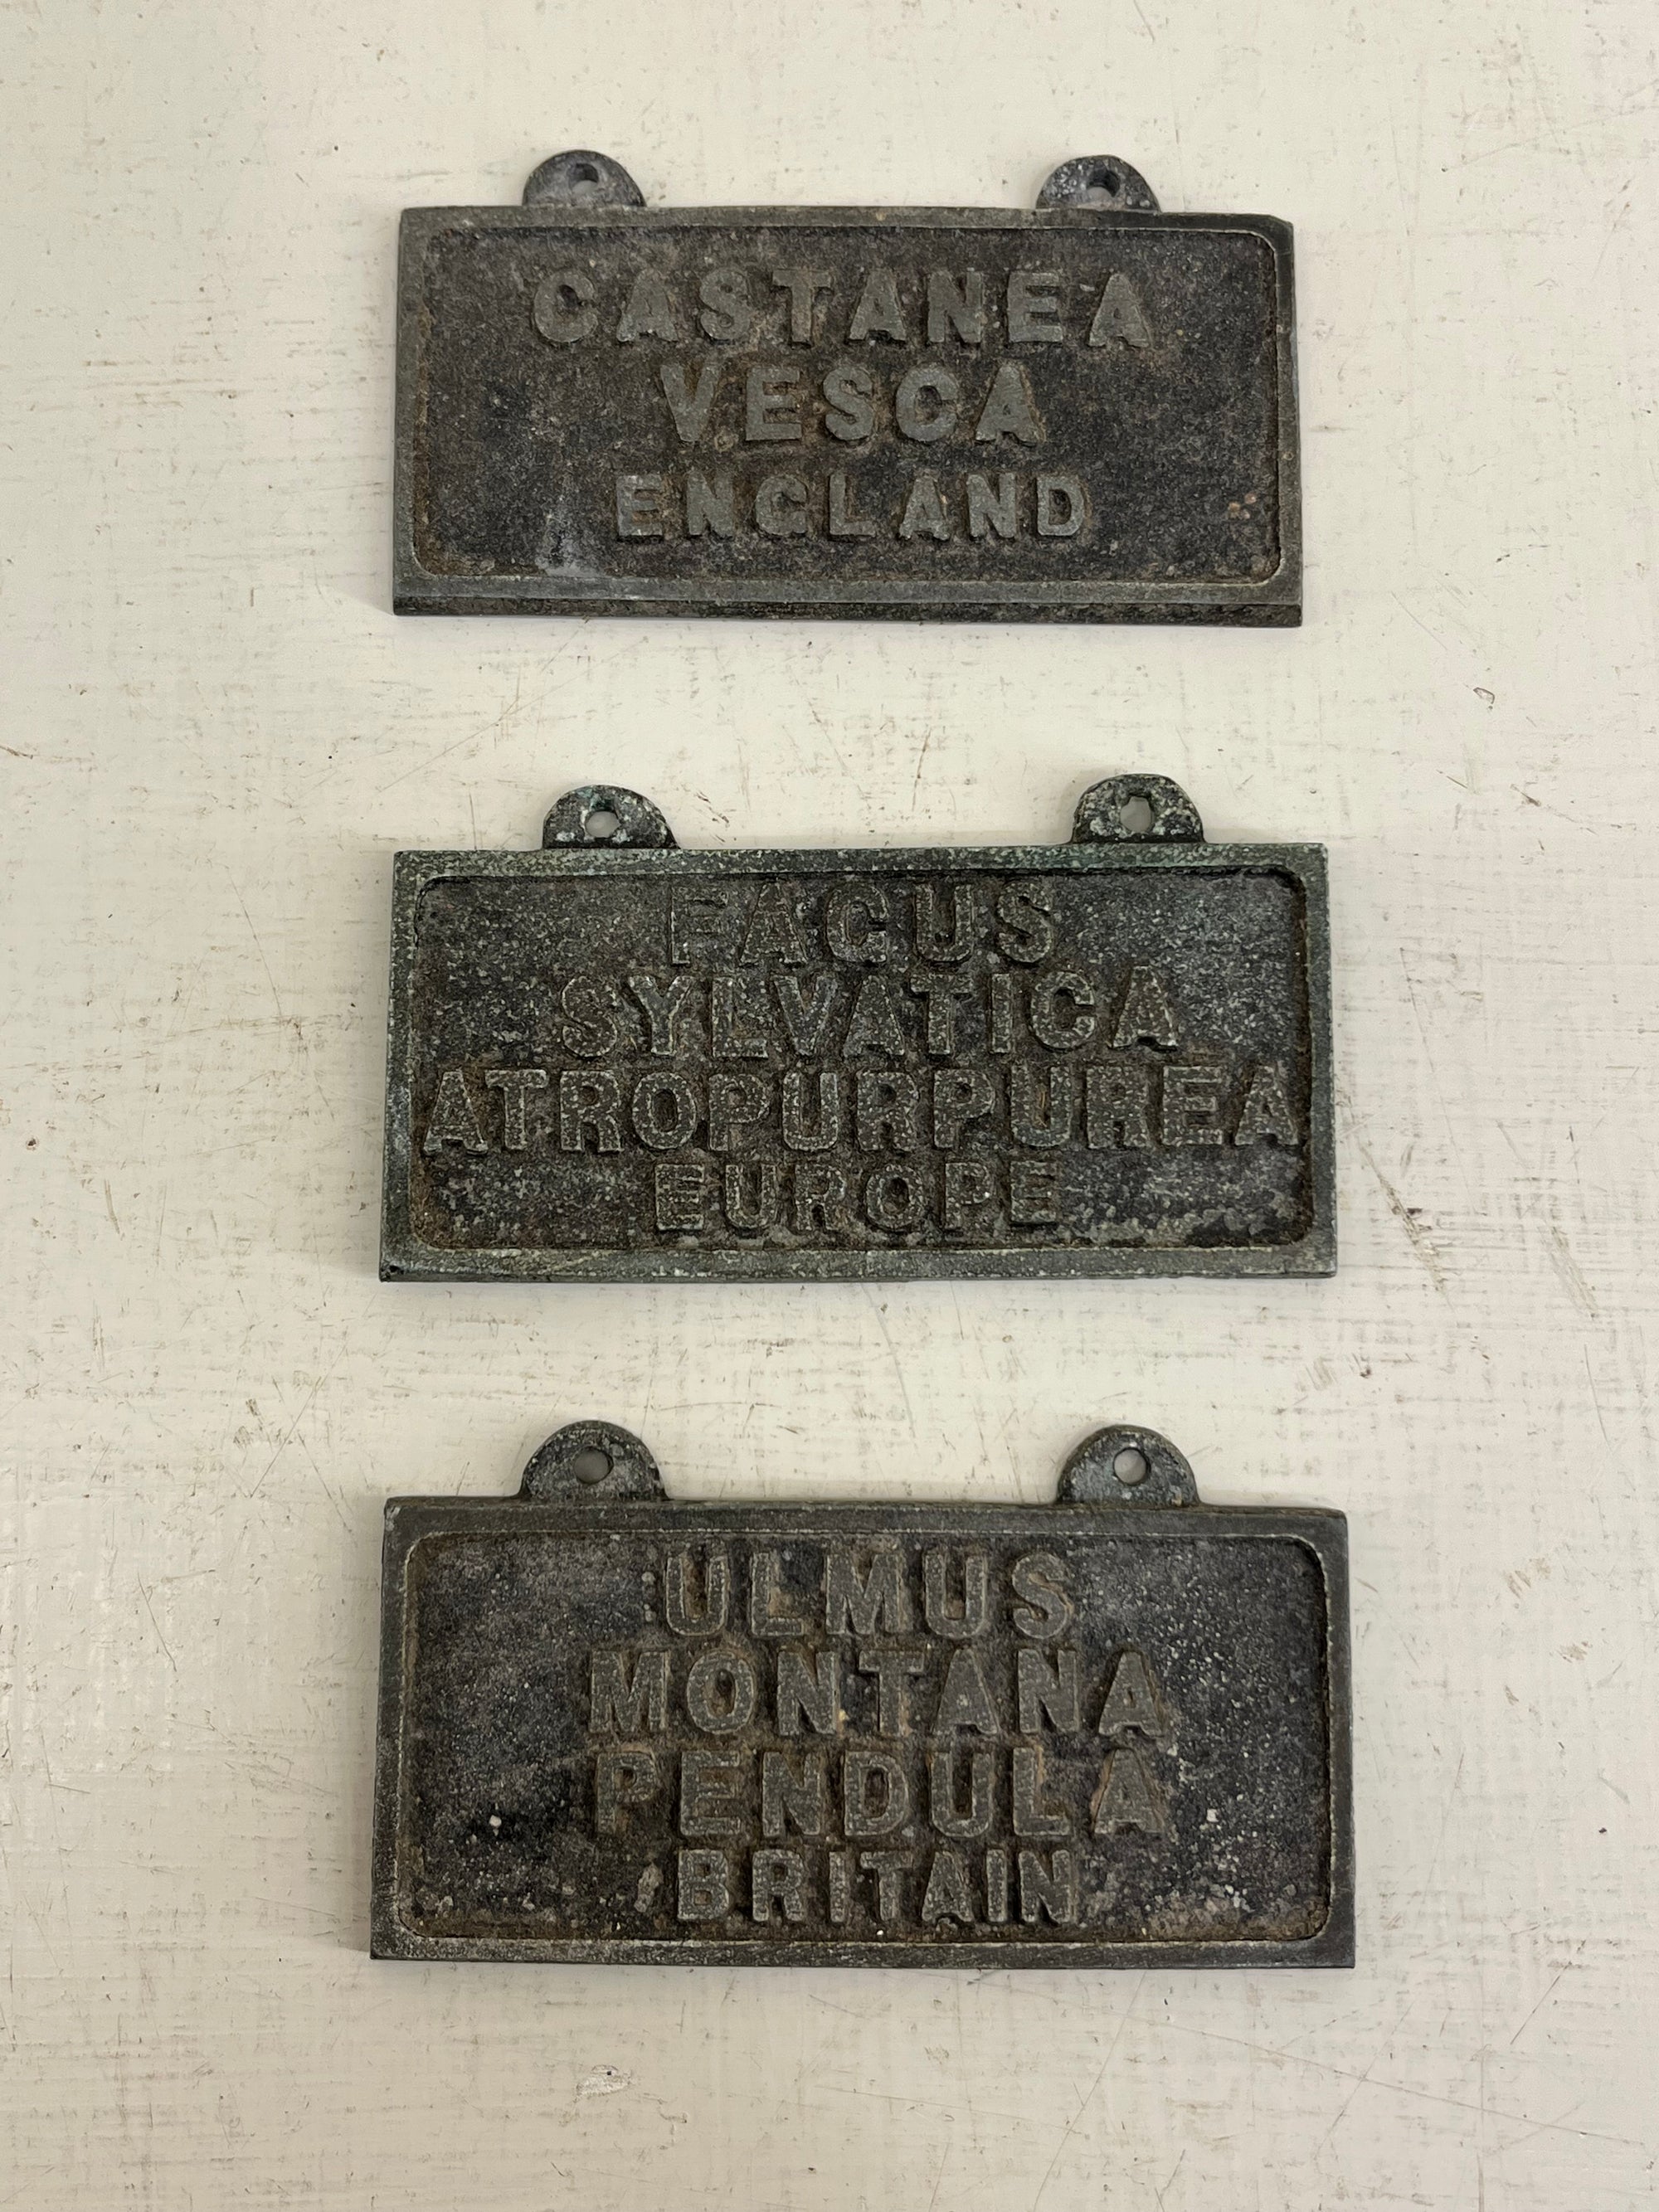 CASTANEA
VESCA
ENGLAND
FAGUS
SYLVATICA
ATROPURPUREA
EUROPE
ULMUS
MONTANA
PENDULA
BRITAIN